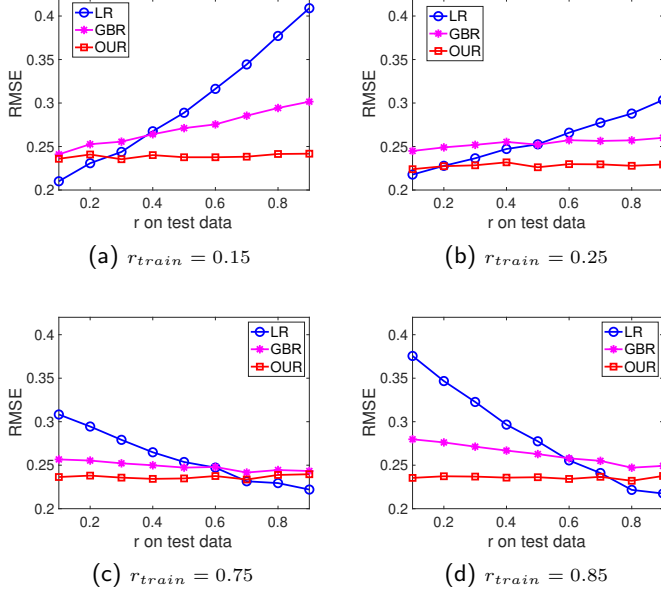 LR
GBR
OUR
RMSE
0.4
0.3
0.25
0.2
0.2 0.4 0.6 0.8
r on test data
(a) r_train = 0.15
LR
GBR
OUR
RMSE
0.4
0.35
0.3
0.25
0.2
0.2 0.4 0.6 0.8
r on test data
(b) r_train = 0.25
LR
GBR
OUR
RMSE
0.4
0.35
0.3
0.25
0.2
0.2 0.4 0.6 0.8
r on test data
(c) r_train = 0.75
LR
GBR
OUR
RMSE
0.4
0.35
0.3
0.25
0.2
0.2 0.4 0.6 0.8
r on test data
(d) r_train = 0.85